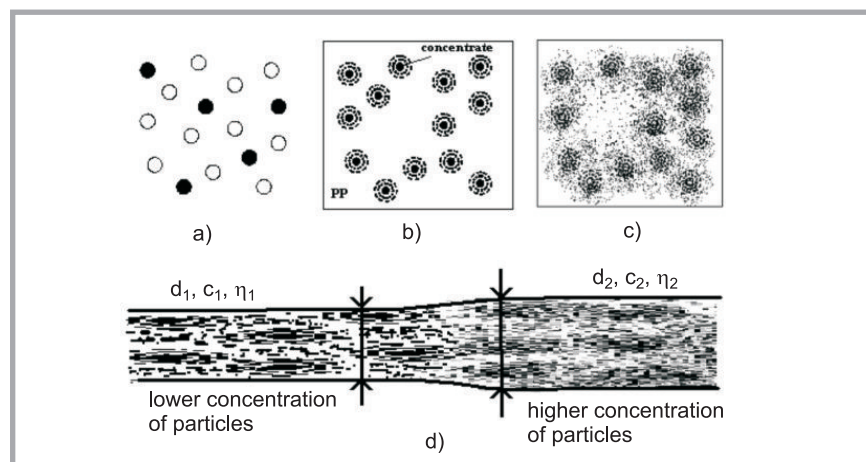 concentrate
PP
a)
b)
c)
d₁, c₁, η₁
d₂, c₂, η₂
lower concentration
of particles
higher concentration
of particles
d)